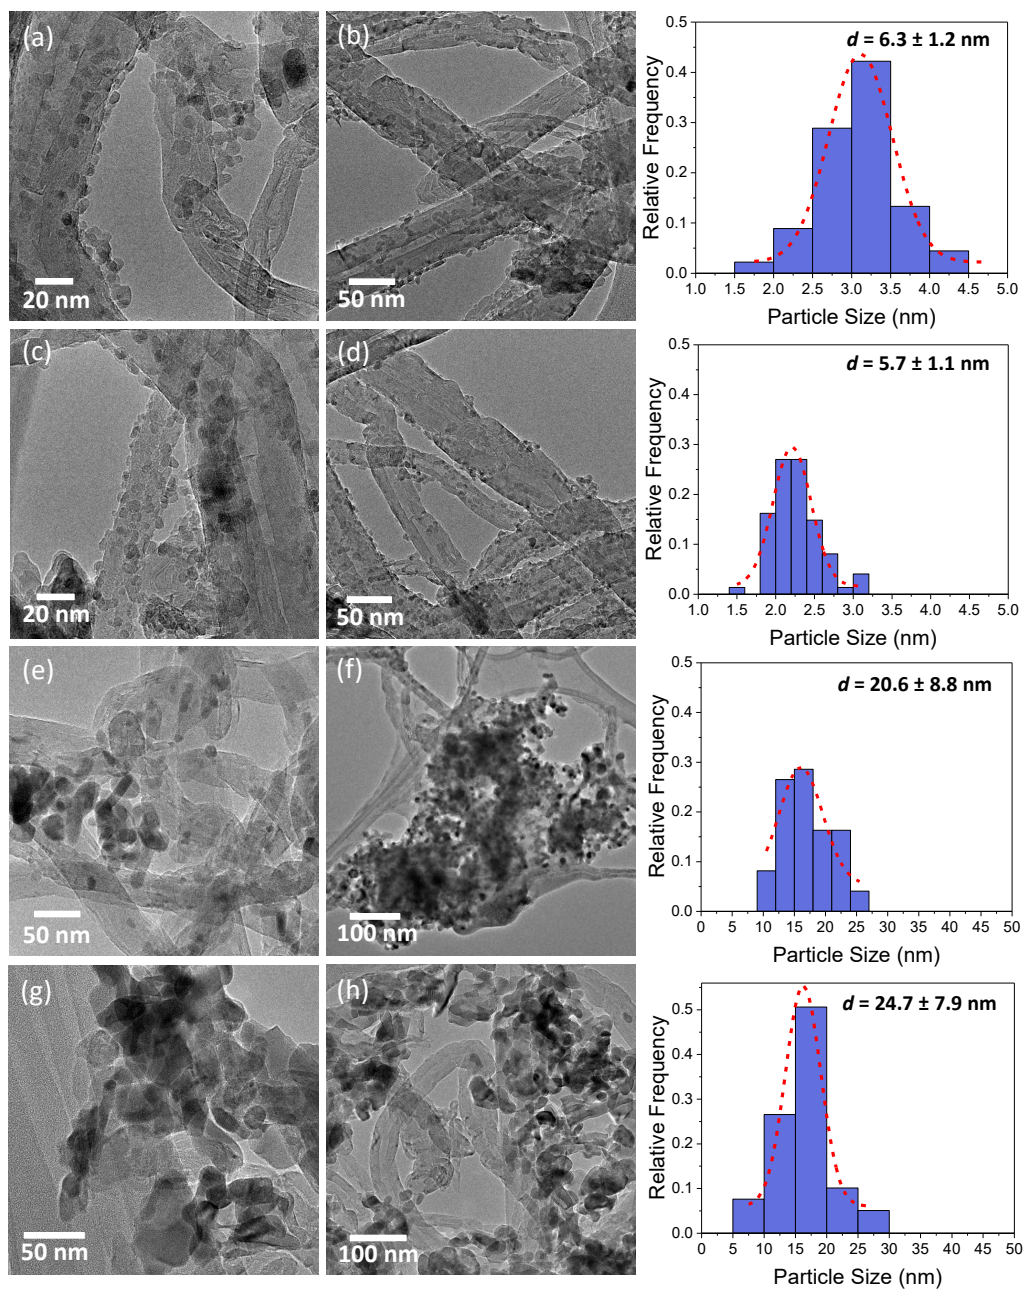 (a)
20 nm
(b)
50 nm
0.5
0.4
0.3
0.2
0.1
0.0
Relative Frequency
d = 6.3 ± 1.2 nm
1.0 1.5 2.0 2.5 3.0 3.5 4.0 4.5 5.0
Particle Size (nm)
(c)
20 nm
(d)
50 nm
0.5
0.4
0.3
0.2
0.1
0.0
Relative Frequency
d = 5.7 ± 1.1 nm
1.0 1.5 2.0 2.5 3.0 3.5 4.0 4.5 5.0
Particle Size (nm)
(e)
50 nm
(f)
100 nm
0.5
0.4
0.3
0.2
0.1
0.0
Relative Frequency
d = 20.6 ± 8.8 nm
0 5 10 15 20 25 30 35 40 45 50
Particle Size (nm)
(g)
50 nm
(h)
100 nm
0.5
0.4
0.3
0.2
0.1
0.0
Relative Frequency
d = 24.7 ± 7.9 nm
0 5 10 15 20 25 30 35 40 45 50
Particle Size (nm)